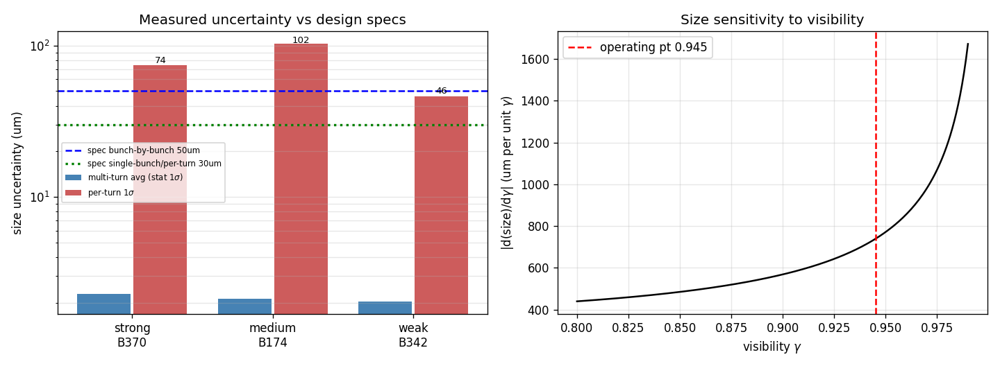 Measured uncertainty vs design specs
size uncertainty (um)
10²
10¹
74
102
46
spec bunch-by-bunch 50um
spec single-bunch/per-turn 30um
multi-turn avg (stat 1σ)
per-turn 1σ
strong
B370
medium
B174
weak
B342
Size sensitivity to visibility
|d(size)/dγ| (um per unit γ)
operating pt 0.945
1600
1400
1200
1000
800
600
400
0.800 0.825 0.850 0.875 0.900 0.925 0.950 0.975
visibility γ